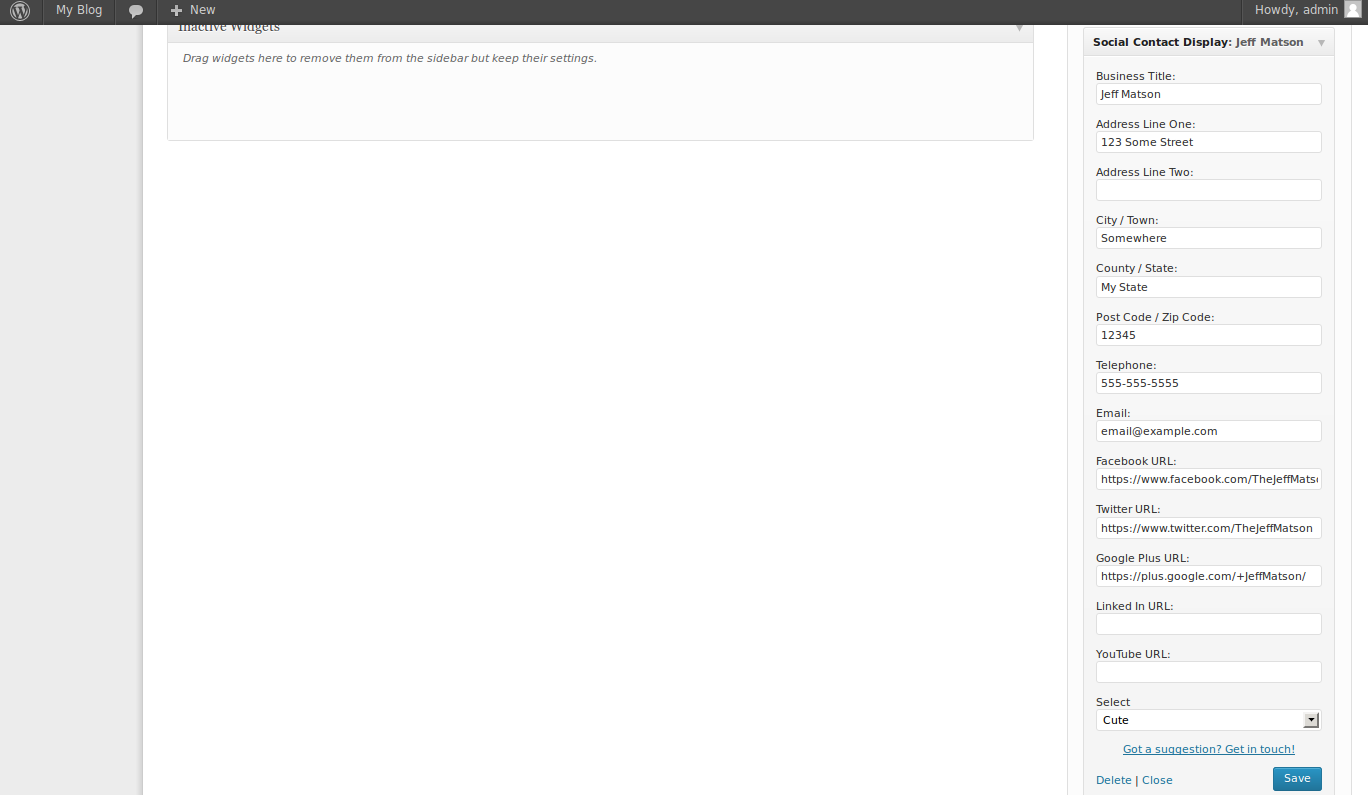 My Blog
New
Howdy, admin
Inactive Widgets
Drag widgets here to remove them from the sidebar but keep their settings.
Social Contact Display: Jeff Matson
Business Title:
Jeff Matson
Address Line One:
123 Some Street
Address Line Two:
City / Town:
Somewhere
County / State:
My State
Post Code / Zip Code:
12345
Telephone:
555-555-5555
Email:
email@example.com
Facebook URL:
https://www.facebook.com/TheJeffMats
Twitter URL:
https://www.twitter.com/TheJeffMatson
Google Plus URL:
https://plus.google.com/+JeffMatson/
Linked In URL:
YouTube URL:
Select
Cute
Got a suggestion? Get in touch!
Delete | Close
Save